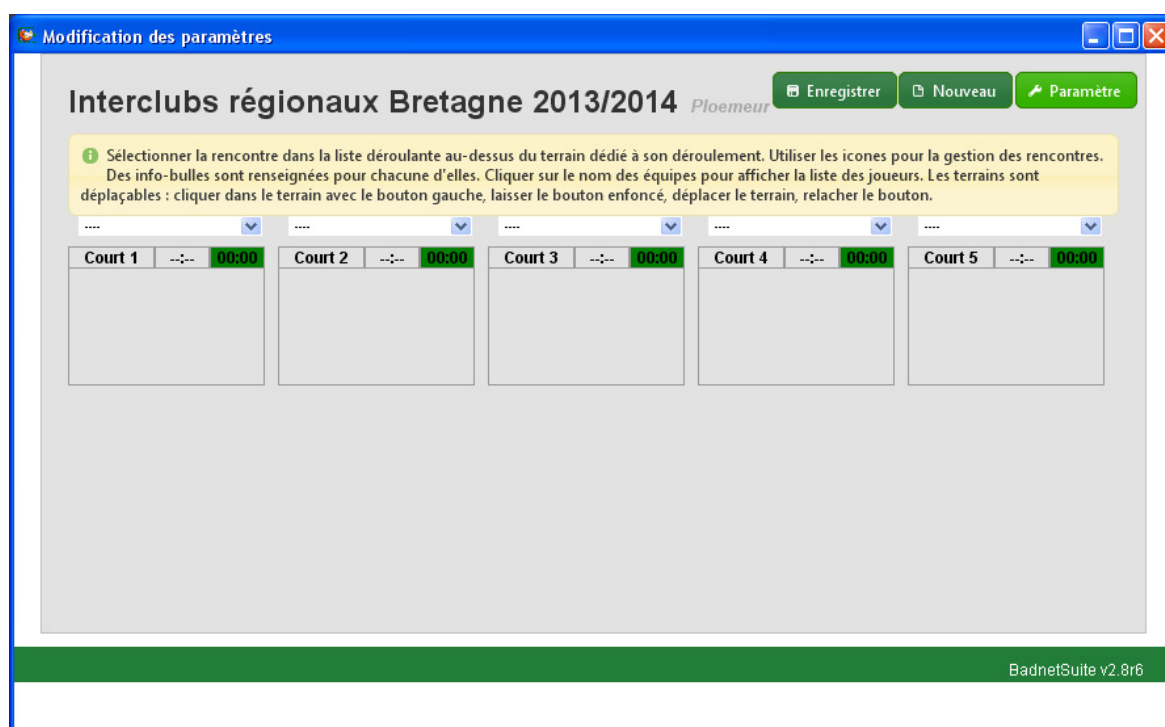 Modification des paramètres
Interclubs régionaux Bretagne 2013/2014 Ploemeur
Enregistrer Nouveau Paramètre
Sélectionner la rencontre dans la liste déroulante au-dessus du terrain dédié à son déroulement. Utiliser les icones pour la gestion des rencontres.
Des info-bulles sont renseignées pour chacune d'elles. Cliquer sur le nom des équipes pour afficher la liste des joueurs. Les terrains sont
déplaçables : cliquer dans le terrain avec le bouton gauche, laisser le bouton enfoncé, déplacer le terrain, relacher le bouton.
---- ---- ---- ---- ----
Court 1 --:-- 00:00 Court 2 --:-- 00:00 Court 3 --:-- 00:00 Court 4 --:-- 00:00 Court 5 --:-- 00:00
BadnetSuite v2.8r6